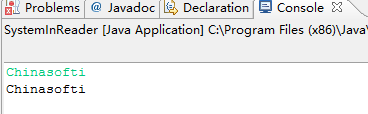 Problems @ Javadoc Declaration Console
SystemInReader [Java Application] C:\Program Files (x86)\Java\
Chinasofti
Chinasofti